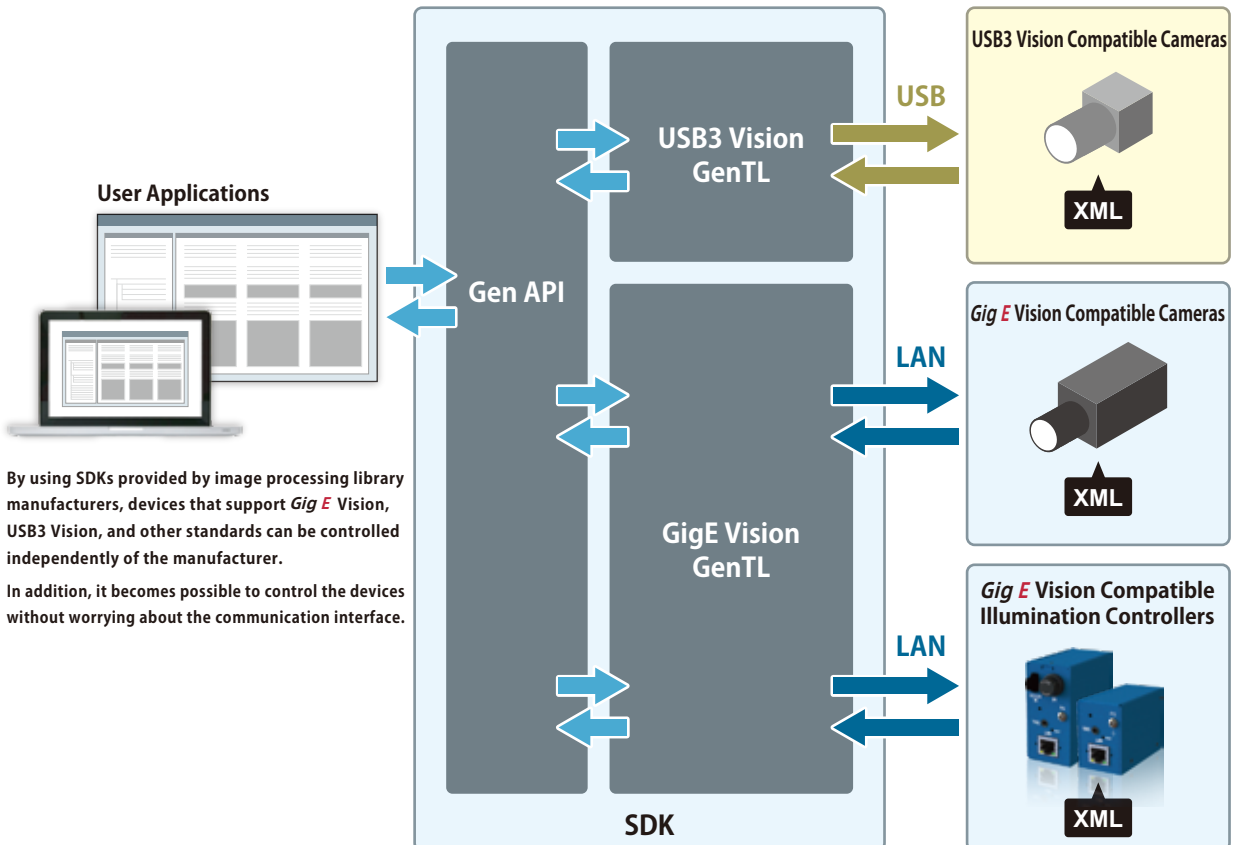 User Applications
By using SDKs provided by image processing library
manufacturers, devices that support Gig E Vision,
USB3 Vision, and other standards can be controlled
independently of the manufacturer.
In addition, it becomes possible to control the devices
without worrying about the communication interface.
Gen API
USB3 Vision
GenTL
GigE Vision
GenTL
SDK
USB
LAN
LAN
USB3 Vision Compatible Cameras
XML
Gig E Vision Compatible Cameras
XML
Gig E Vision Compatible
Illumination Controllers
XML